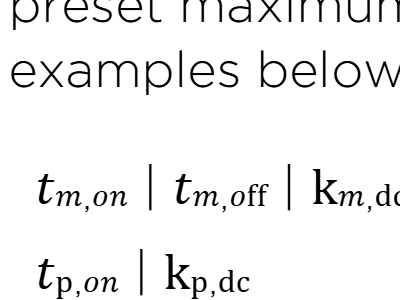 preset maximum
examples below
t_{m,on} | t_{m,off} | k_{m,dc
t_{p,on} | k_{p,dc}